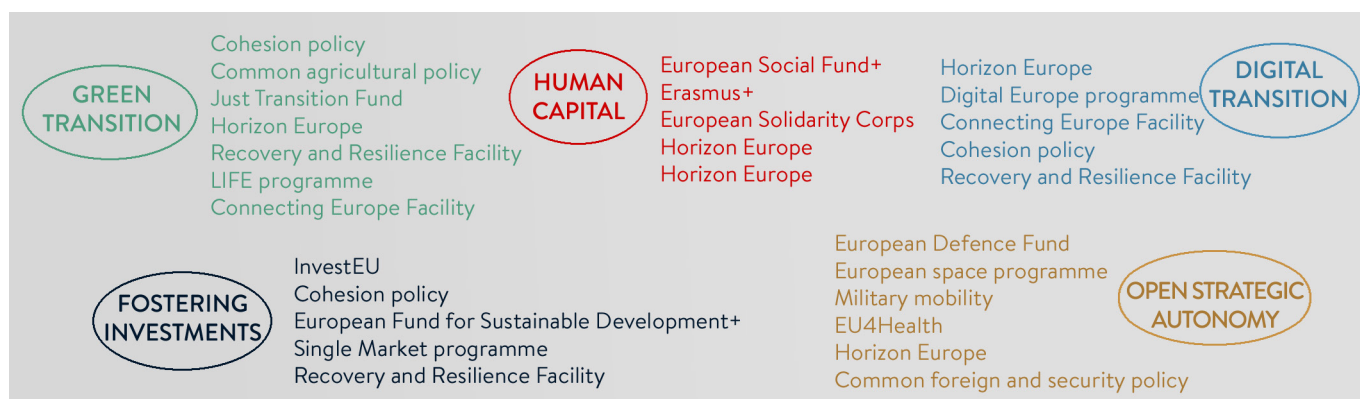 GREEN
TRANSITION
Cohesion policy
Common agricultural policy
Just Transition Fund
Horizon Europe
Recovery and Resilience Facility
LIFE programme
Connecting Europe Facility
HUMAN
CAPITAL
European Social Fund+
Erasmus+
European Solidarity Corps
Horizon Europe
Horizon Europe
Horizon Europe
Digital Europe programme
Connecting Europe Facility
Cohesion policy
Recovery and Resilience Facility
DIGITAL
TRANSITION
FOSTERING
INVESTMENTS
InvestEU
Cohesion policy
European Fund for Sustainable Development+
Single Market programme
Recovery and Resilience Facility
European Defence Fund
European space programme
Military mobility
EU4Health
Horizon Europe
Common foreign and security policy
OPEN STRATEGIC
AUTONOMY